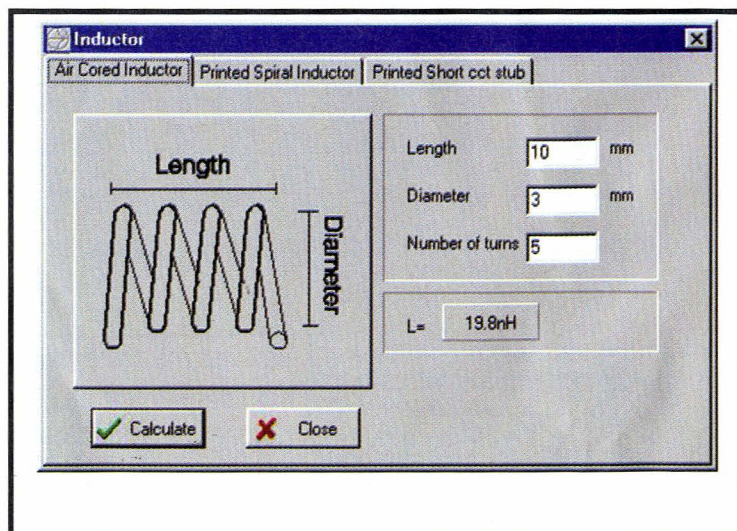 Inductor
Air Cored Inductor Printed Spiral Inductor Printed Short cct stub
Length
Diameter
Length 10 mm
Diameter 3 mm
Number of turns 5
L= 19.8nH
Calculate Close